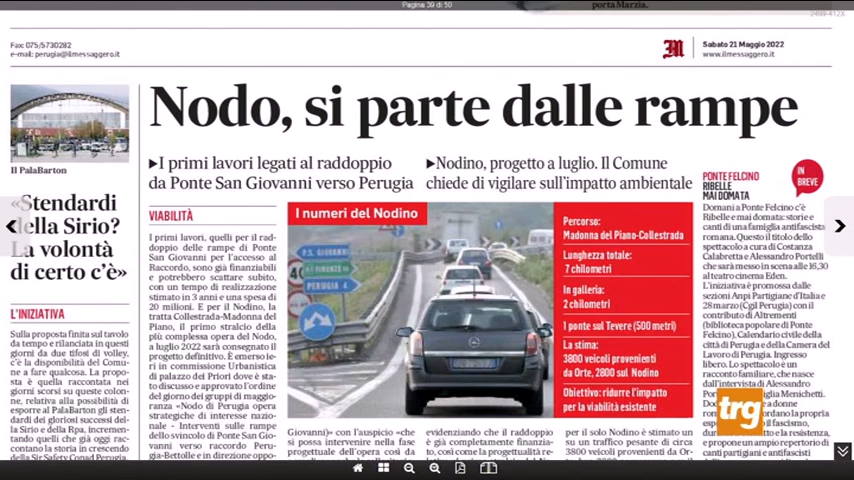 Pagina 39 di 50
porta Marzia.
Fax: 075/5730282
e-mail: perugia@ilmessaggero.it
M
Sabato 21 Maggio 2022
www.ilmessaggero.it
Il PalaBarton
«Stendardi
della Sirio?
La volontà
di certo c'è»
L'INIZIATIVA
Sulla proposta finita sul tavolo
da tempo e rilanciata in questi
giorni da due tifosi di volley,
c'è la disponibilità del Comu-
ne a fare qualcosa. La propo-
sta è quella raccontata nei
giorni scorsi su queste colon-
ne, relativa alla possibilità di
esporre al PalaBarton gli sten-
dardi dei gloriosi successi del-
la Sirio e della Rpa, incremen-
tando quelli che già oggi rac-
contano la storia in crescendo
della Sir Safety Conad Perugia.
Nodo, si parte dalle rampe
▶I primi lavori legati al raddoppio
da Ponte San Giovanni verso Perugia
▶Nodino, progetto a luglio. Il Comune
chiede di vigilare sull'impatto ambientale
VIABILITÀ
I primi lavori, quelli per il rad-
doppio delle rampe di Ponte
San Giovanni per l'accesso al
Raccordo, sono già finanziabili
e potrebbero scattare subito,
con un tempo di realizzazione
stimato in 3 anni e una spesa di
20 milioni. E per il Nodino, la
tratta Collestrada-Madonna del
Piano, il primo stralcio della
più complessa opera del Nodo,
a luglio 2022 sarà consegnato il
progetto definitivo. È emerso ie-
ri in commissione Urbanistica
di palazzo dei Priori dove è sta-
to discusso e approvato l'ordine
del giorno dei gruppi di maggio-
ranza «Nodo di Perugia opera
strategiche di interesse nazio-
nale - Interventi sulle rampe
dello svincolo di Ponte San Gio-
vanni verso raccordo Peru-
gia-Bettolle e in direzione oppo-
I numeri del Nodino
P.S. GIOVANNI
FIRENZE
PERUGIA
40
Percorso:
Madonna del Piano-Collestrada
Lunghezza totale:
7 chilometri
In galleria:
2 chilometri
1 ponte sul Tevere (500 metri)
La stima:
3800 veicoli provenienti
da Orte, 2800 sul Nodino
Obiettivo: ridurre l'impatto
per la viabilità esistente
Giovanni)» con l'auspicio «che
si possa intervenire nella fase
progettuale dell'opera così da
evidenziando che il raddoppio
è già completamente finanzia-
to, così come la progettualità re-
per il solo Nodino è stimato un
su un traffico pesante di circa
3800 veicoli provenienti da Or-
PONTE FELCINO
RIBELLE
MAI DOMATA
IN
BREVE
Domani a Ponte Felcino c'è
Ribelle e mai domata: storie e
canti di una famiglia antifascista
romana. Questo il titolo dello
spettacolo a cura di Costanza
Calabretta e Alessandro Portelli
che sarà messo in scena alle 16,30
al teatro cinema Eden.
L'iniziativa è promossa dalle
sezioni Anpi Partigiane d'Italia e
28 marzo (Cgil Perugia) con il
contributo di Altrementi
(biblioteca popolare di Ponte
Felcino), Calendario civile della
città di Perugia e della Camera del
Lavoro di Perugia. Ingresso
libero. Lo spettacolo è un
racconto familiare, che nasce
dall'intervista di Alessandro
Menichetti.
trg